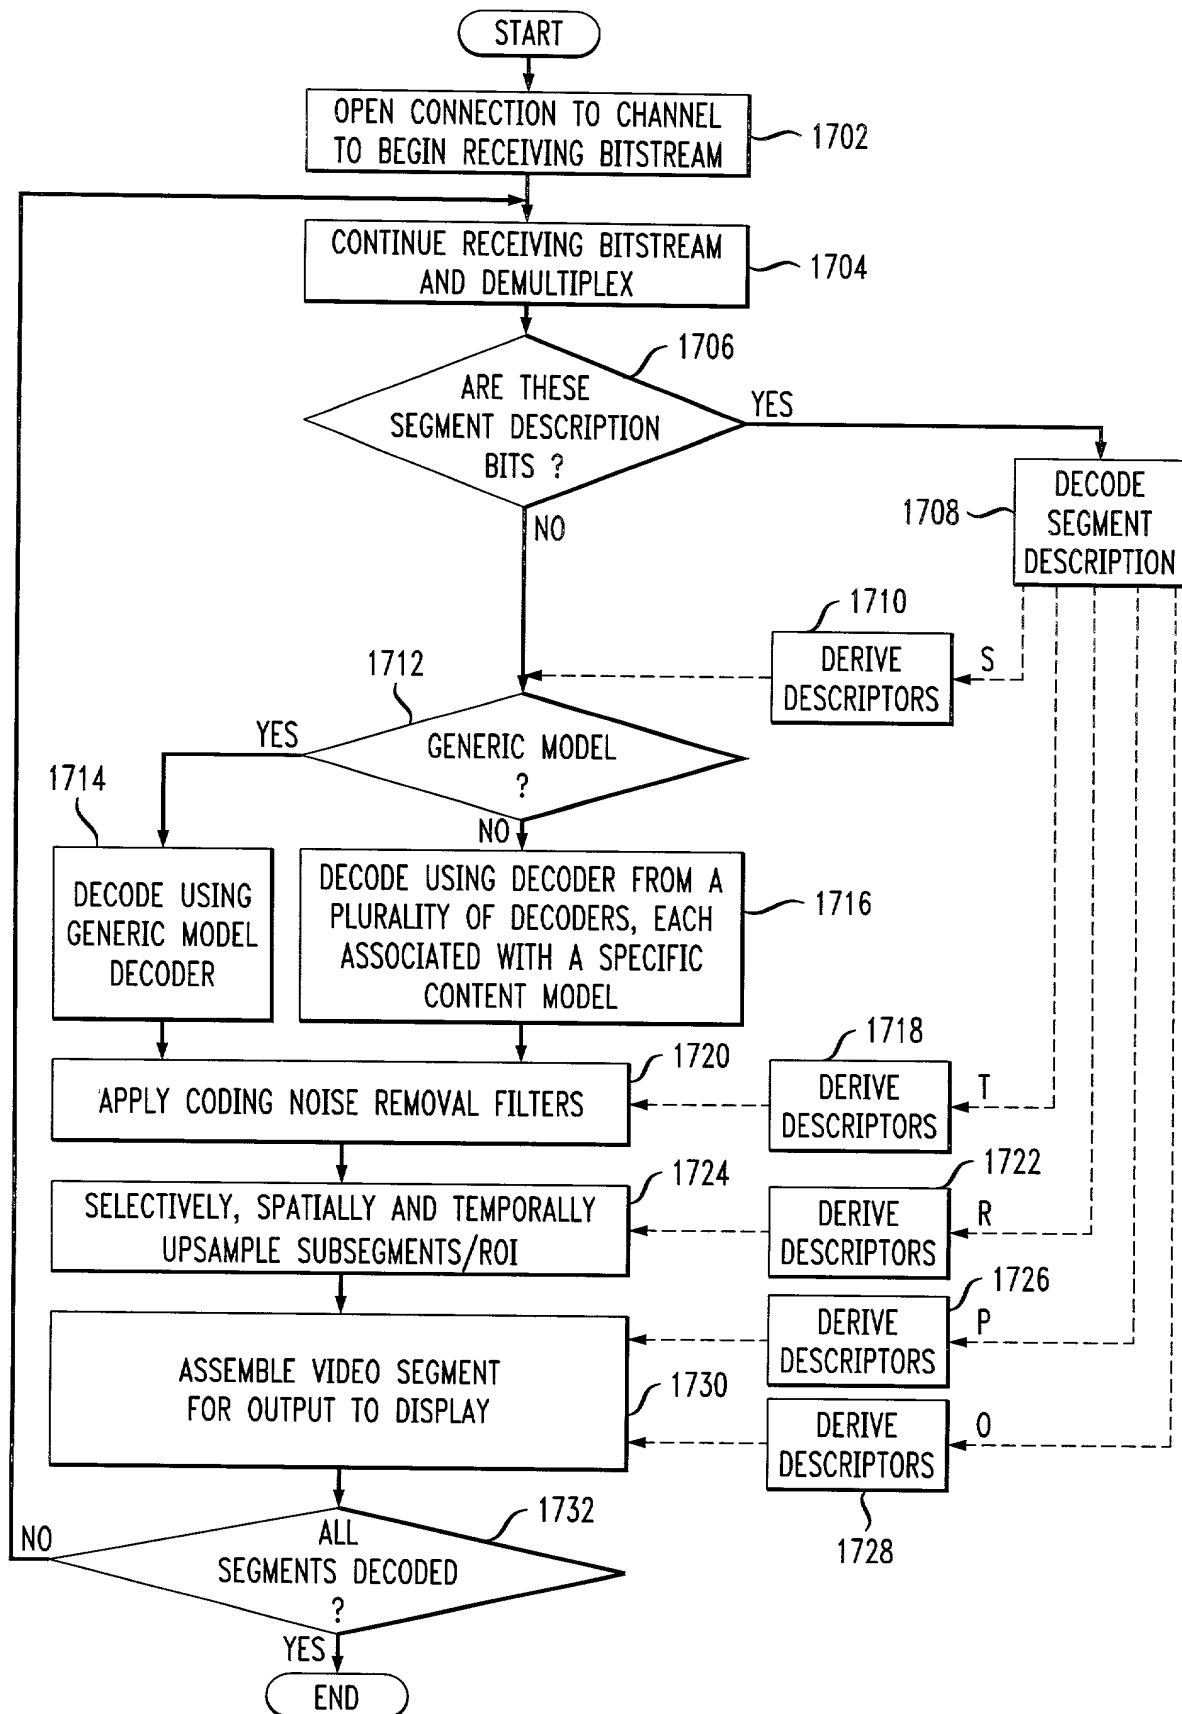 START
OPEN CONNECTION TO CHANNEL
TO BEGIN RECEIVING BITSTREAM
1702
CONTINUE RECEIVING BITSTREAM
AND DEMULTIPLEX
1704
1706
ARE THESE
SEGMENT DESCRIPTION
BITS ?
YES
NO
1708
DECODE
SEGMENT
DESCRIPTION
1710
DERIVE
DESCRIPTORS
S
1712
YES
GENERIC MODEL
?
NO
1714
DECODE USING
GENERIC MODEL
DECODER
DECODE USING DECODER FROM A
PLURALITY OF DECODERS, EACH
ASSOCIATED WITH A SPECIFIC
CONTENT MODEL
1716
1720
APPLY CODING NOISE REMOVAL FILTERS
1718
DERIVE
DESCRIPTORS
T
1724
SELECTIVELY, SPATIALLY AND TEMPORALLY
UPSAMPLE SUBSEGMENTS/ROI
1722
DERIVE
DESCRIPTORS
R
1726
DERIVE
DESCRIPTORS
P
ASSEMBLE VIDEO SEGMENT
FOR OUTPUT TO DISPLAY
1730
DERIVE
DESCRIPTORS
O
1728
1732
NO
ALL
SEGMENTS DECODED
?
YES
END